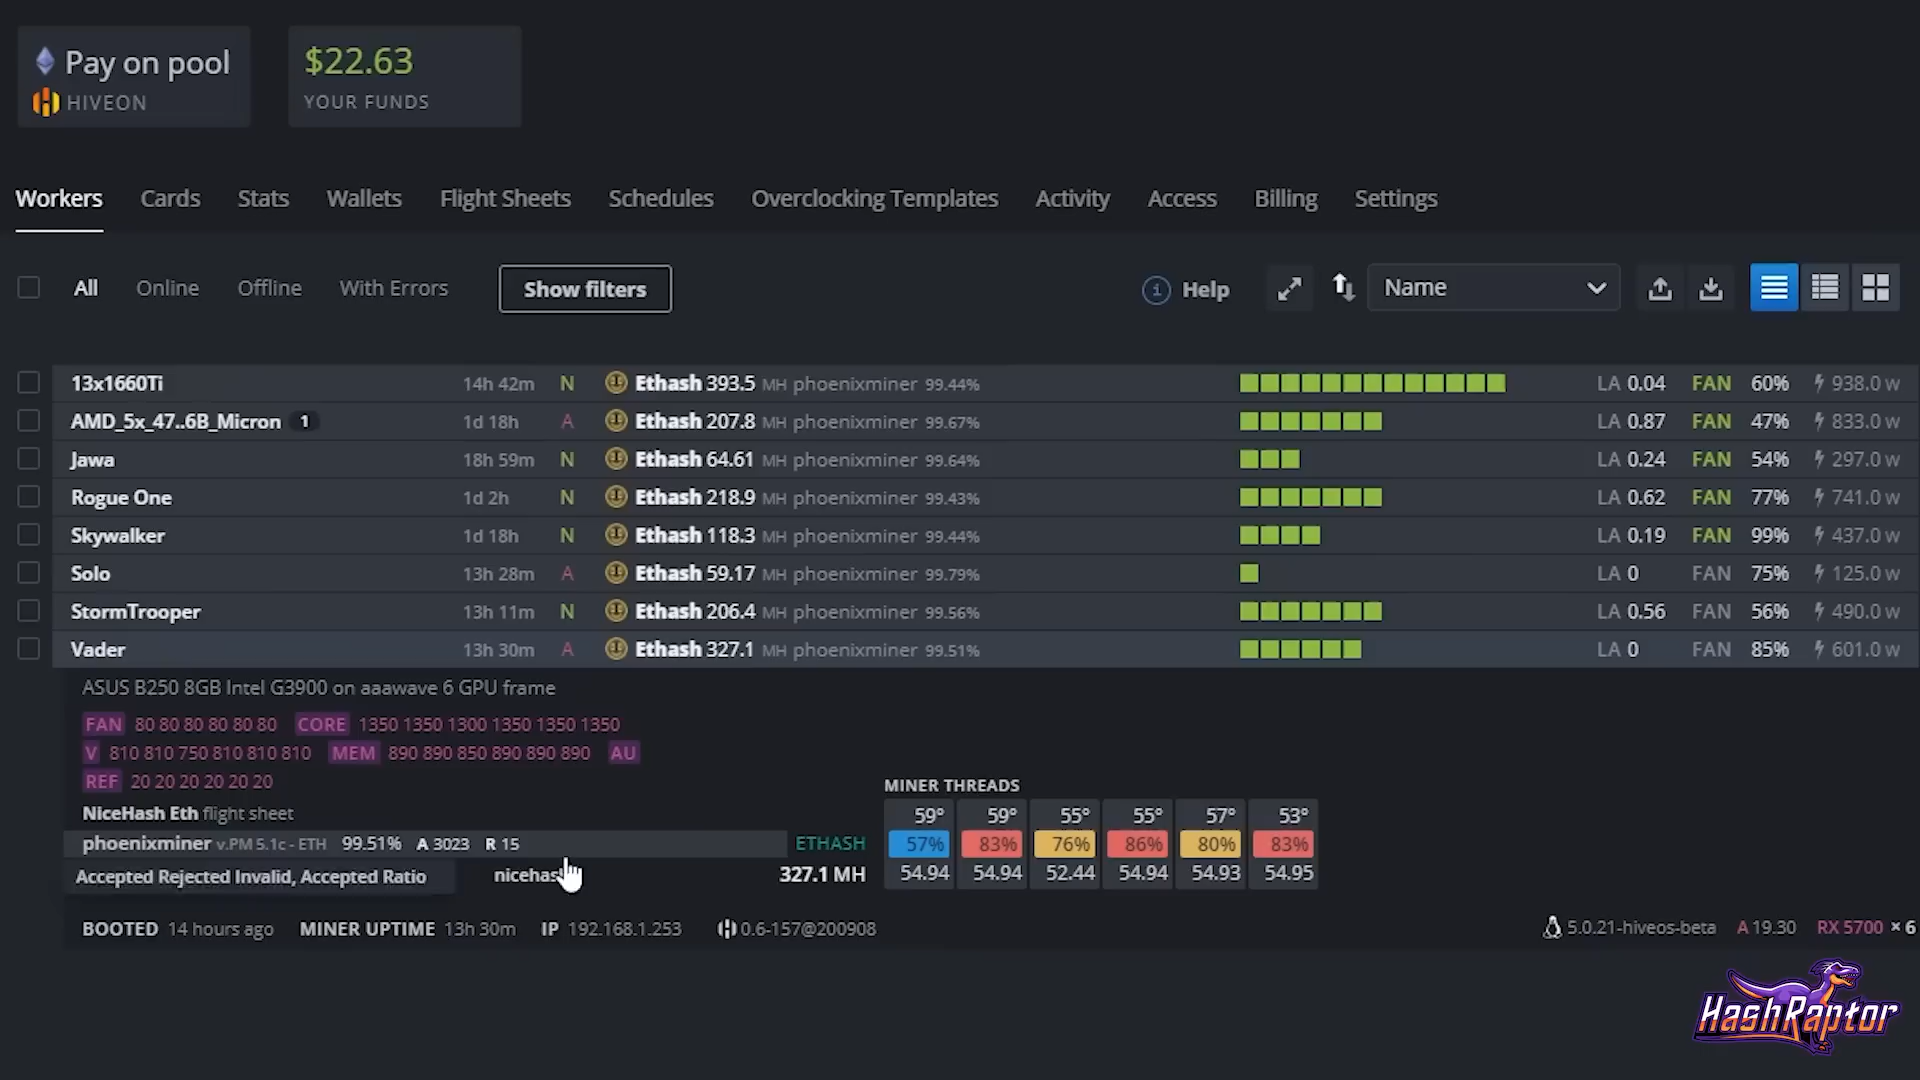 Pay on pool
HIVEON
$22.63
YOUR FUNDS
Workers Cards Stats Wallets Flight Sheets Schedules Overclocking Templates Activity Access Billing Settings
All Online Offline With Errors Show filters Help Name
13x1660Ti 14h 42m N Ethash 393.5 MH phoenixminer 99.44% LA 0.04 FAN 60% 938.0 W
AMD_5x_47..6B_Micron 1 1d 18h A Ethash 207.8 MH phoenixminer 99.67% LA 0.87 FAN 47% 833.0 W
Jawa 18h 59m N Ethash 64.61 MH phoenixminer 99.64% LA 0.24 FAN 54% 297.0 W
Rogue One 1d 2h N Ethash 218.9 MH phoenixminer 99.43% LA 0.62 FAN 77% 741.0 W
Skywalker 1d 18h N Ethash 118.3 MH phoenixminer 99.44% LA 0.19 FAN 99% 437.0 W
Solo 13h 28m A Ethash 59.17 MH phoenixminer 99.79% LA 0 FAN 75% 125.0 W
StormTrooper 13h 11m N Ethash 206.4 MH phoenixminer 99.56% LA 0.56 FAN 56% 490.0 W
Vader 13h 30m A Ethash 327.1 MH phoenixminer 99.51% LA 0 FAN 85% 601.0 W
ASUS B250 8GB Intel G3900 on aaawave 6 GPU frame
FAN 80 80 80 80 80 80 CORE 1350 1350 1300 1350 1350 1350
V 810 810 750 810 810 810 MEM 890 890 850 890 890 890 AU
REF 20 20 20 20 20 20
NiceHash Eth flight sheet
phoenixminer v.PM 5.1c - ETH 99.51% A 3023 R 15 ETHASH
Accepted Rejected Invalid, Accepted Ratio 327.1 MH
MINER THREADS
59° 59° 55° 55° 57° 53°
57% 83% 76% 86% 80% 83%
54.94 54.94 52.44 54.94 54.93 54.95
BOOTED 14 hours ago MINER UPTIME 13h 30m IP 192.168.1.253 0.6-157@200908 5.0.21-hiveos-beta A 19.30 RX 5700 × 6
HashRaptor